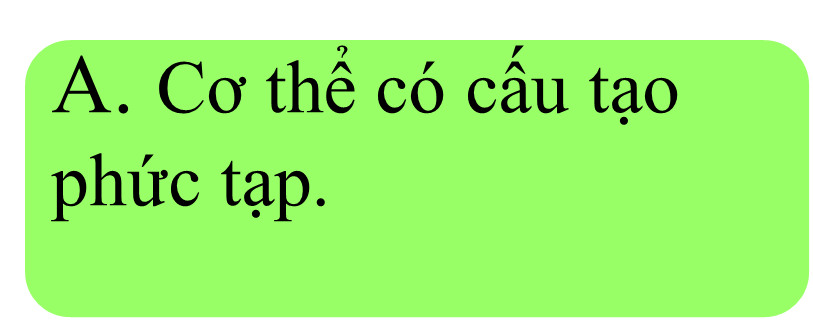 A. Cơ thể có cấu tạo
phức tạp.